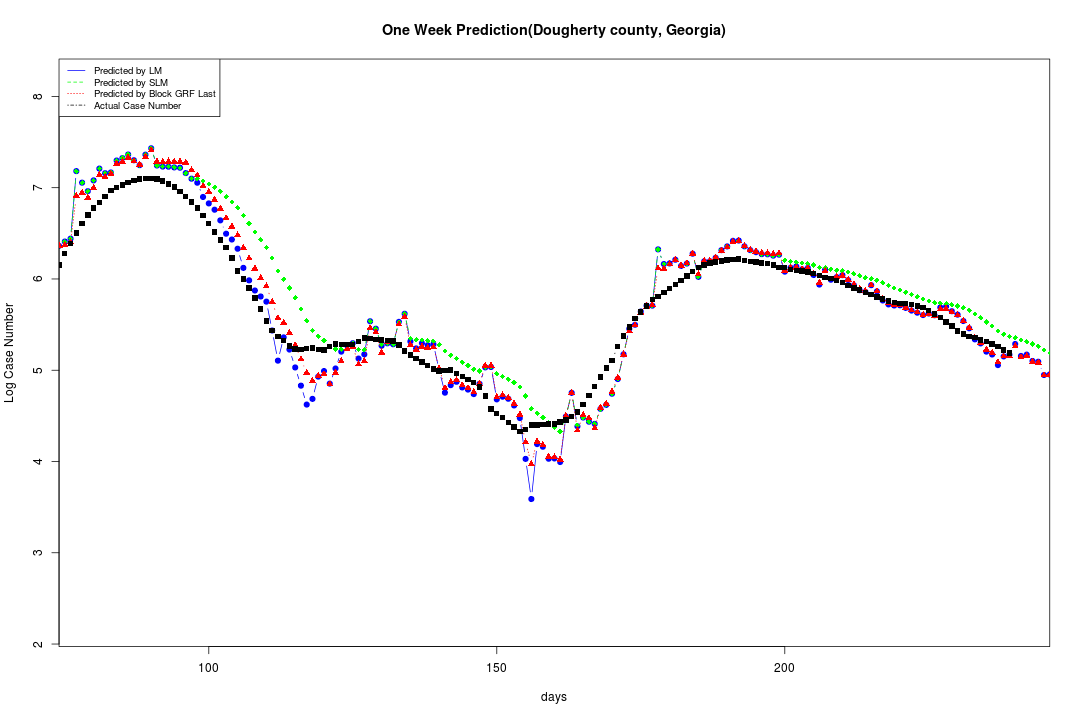 One Week Prediction(Dougherty county, Georgia)
Predicted by LM
Predicted by SLM
Predicted by Block GRF Last
Actual Case Number
Log Case Number
8
7
6
5
4
3
2
100 150 200
days